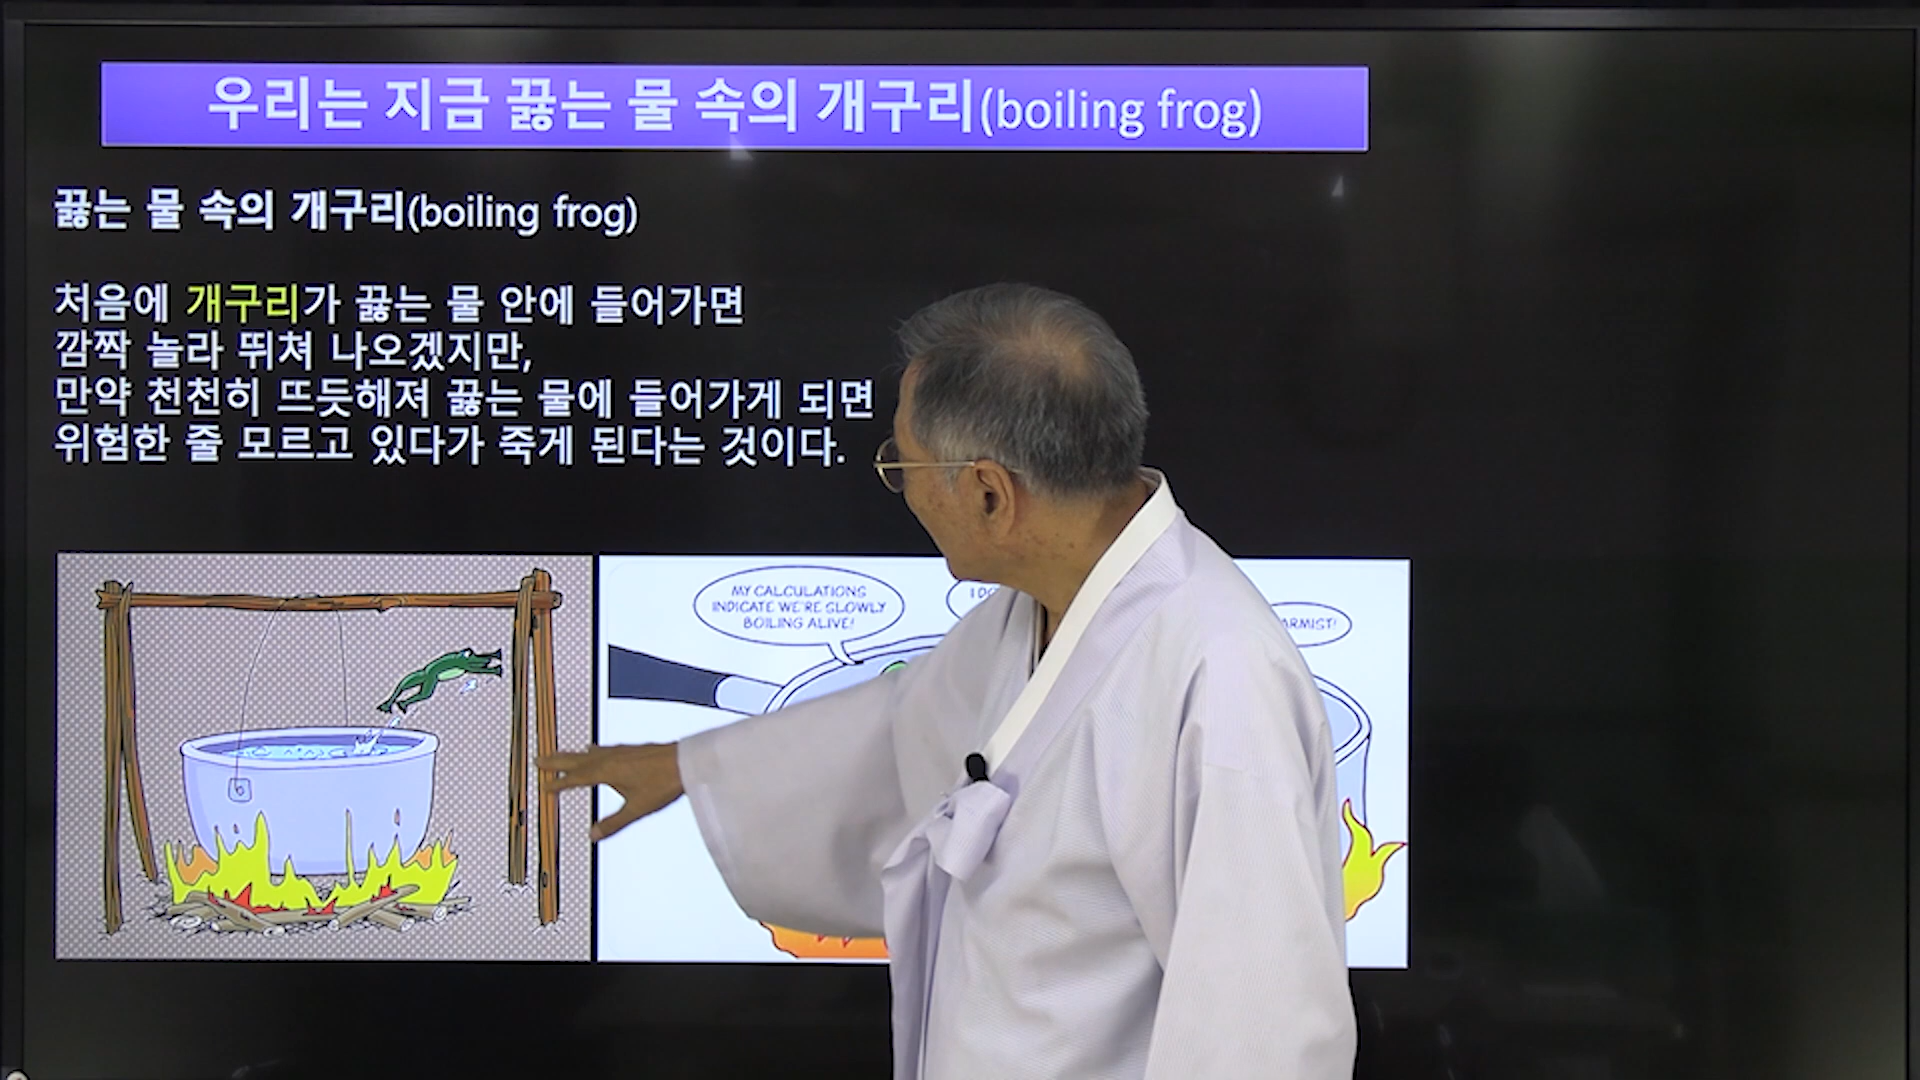 우리는 지금 끓는 물 속의 개구리(boiling frog)
끓는 물 속의 개구리(boiling frog)
처음에 개구리가 끓는 물 안에 들어가면
깜짝 놀라 뛰쳐 나오겠지만,
만약 천천히 뜨듯해져 끓는 물에 들어가게 되면
위험한 줄 모르고 있다가 죽게 된다는 것이다.
MY CALCULATIONS
INDICATE WE'RE SLOWLY
BOILING ALIVE!
I